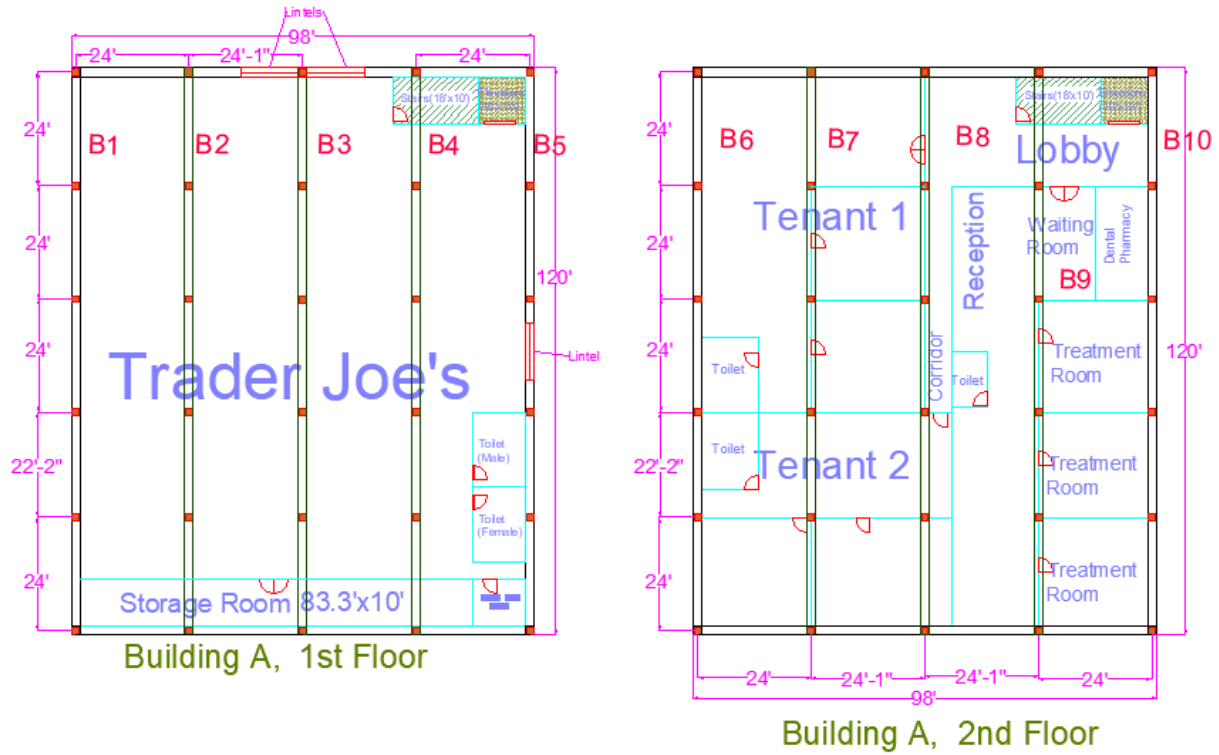 Lintels
98'
24'
24'-1"
24'
Stairs(18'x10')
24'
B1
B2
B3
B4
B5
24'
120'
24'
Lintel
Trader Joe's
22'-2"
Toilet
(Male)
Toilet
(Female)
24'
Storage Room 83.3'x10'
Building A, 1st Floor
Stairs(18'x10')
24'
B6
B7
B8
Lobby
B10
24'
Tenant 1
Reception
Waiting
Room
Dental
Pharmacy
B9
24'
120'
Toilet
Corridor
Toilet
Treatment
Room
22'-2"
Toilet
Tenant 2
Treatment
Room
24'
Treatment
Room
24'
24'-1"
24'-1"
24'
98'
Building A, 2nd Floor